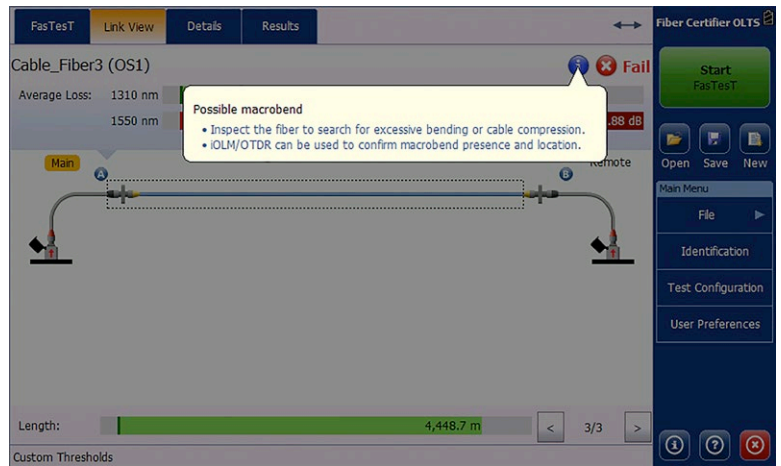 FasTesT
Link View
Details
Results
Fiber Certifier OLTS
Cable_Fiber3 (OS1)
Fail
Average Loss:
1310 nm
1550 nm
.88 dB
Possible macrobend
• Inspect the fiber to search for excessive bending or cable compression.
• iOLM/OTDR can be used to confirm macrobend presence and location.
Start
FasTesT
Open
Save
New
Main
A
B
Remote
Main Menu
File
Identification
Test Configuration
User Preferences
Length:
4,448.7 m
<
3/3
>
Custom Thresholds